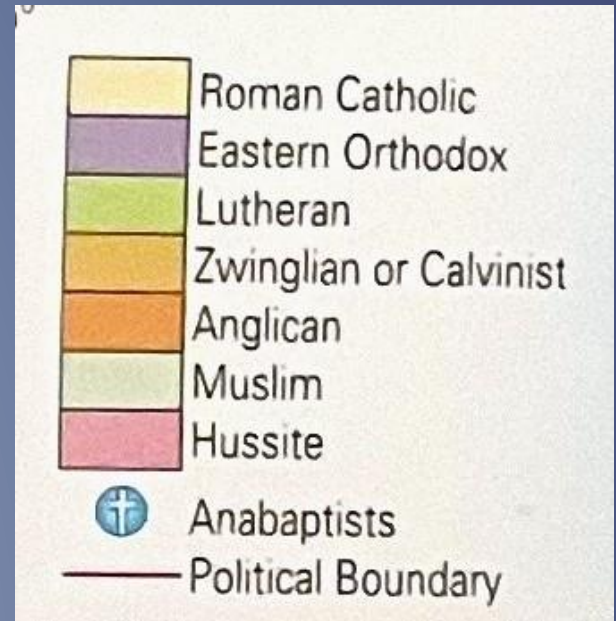 Roman Catholic
Eastern Orthodox
Lutheran
Zwinglian or Calvinist
Anglican
Muslim
Hussite
Anabaptists
Political Boundary